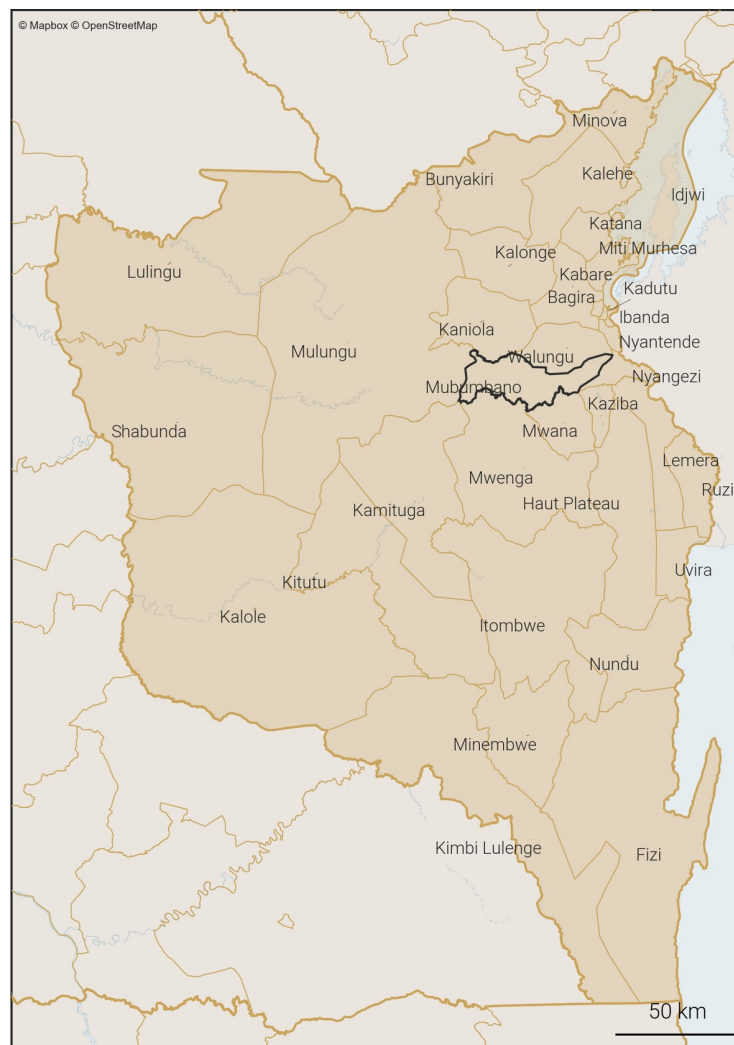 © Mapbox © OpenStreetMap
Minova
Kalehe
Bunyakiri
Idjwi
Katana
Miti Murhesa
Kalonge
Lulingu
Kabare
Kadutu
Bagira
Ibanda
Kaniola
Nyantende
Mulungu
Walungu
Nyangezi
Mubumbano
Kaziba
Shabunda
Mwana
Lemera
Mwenga
Ruzi
Haut Plateau
Kamituga
Uvira
Kitutu
Kalole
Itombwe
Nundu
Minembwe
Kimbi Lulenge
Fizi
50 km